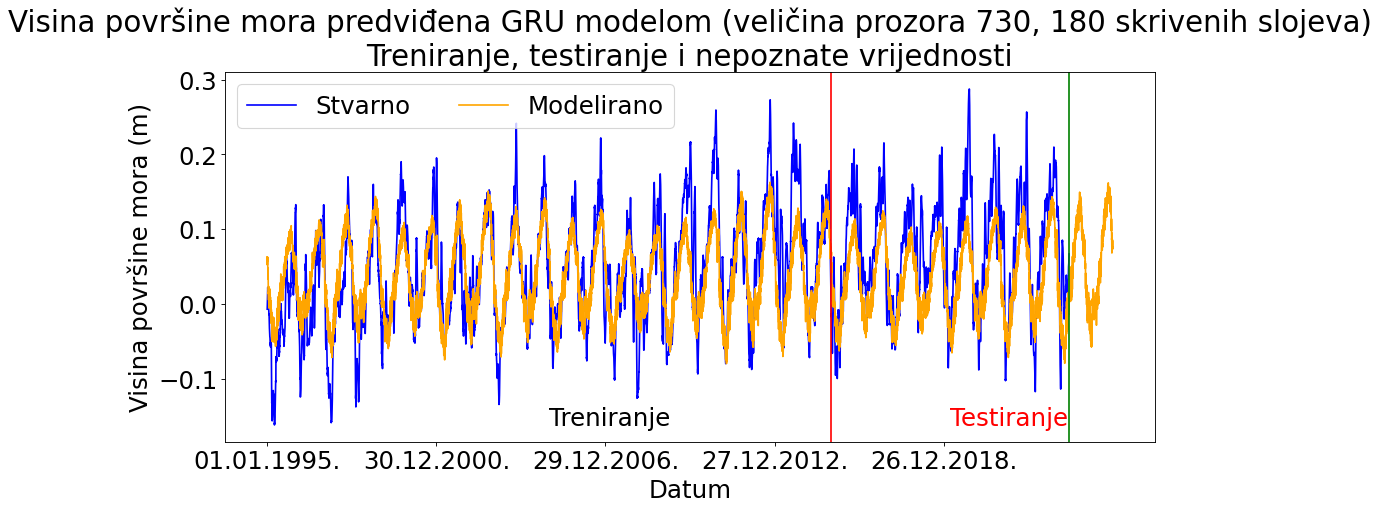 Visina površine mora predviđena GRU modelom (veličina prozora 730, 180 skrivenih slojeva)
Treniranje, testiranje i nepoznate vrijednosti
Stvarno
Modelirano
Visina površine mora (m)
0.3
0.2
0.1
0.0
−0.1
Treniranje
Testiranje
01.01.1995.
30.12.2000.
29.12.2006.
27.12.2012.
26.12.2018.
Datum